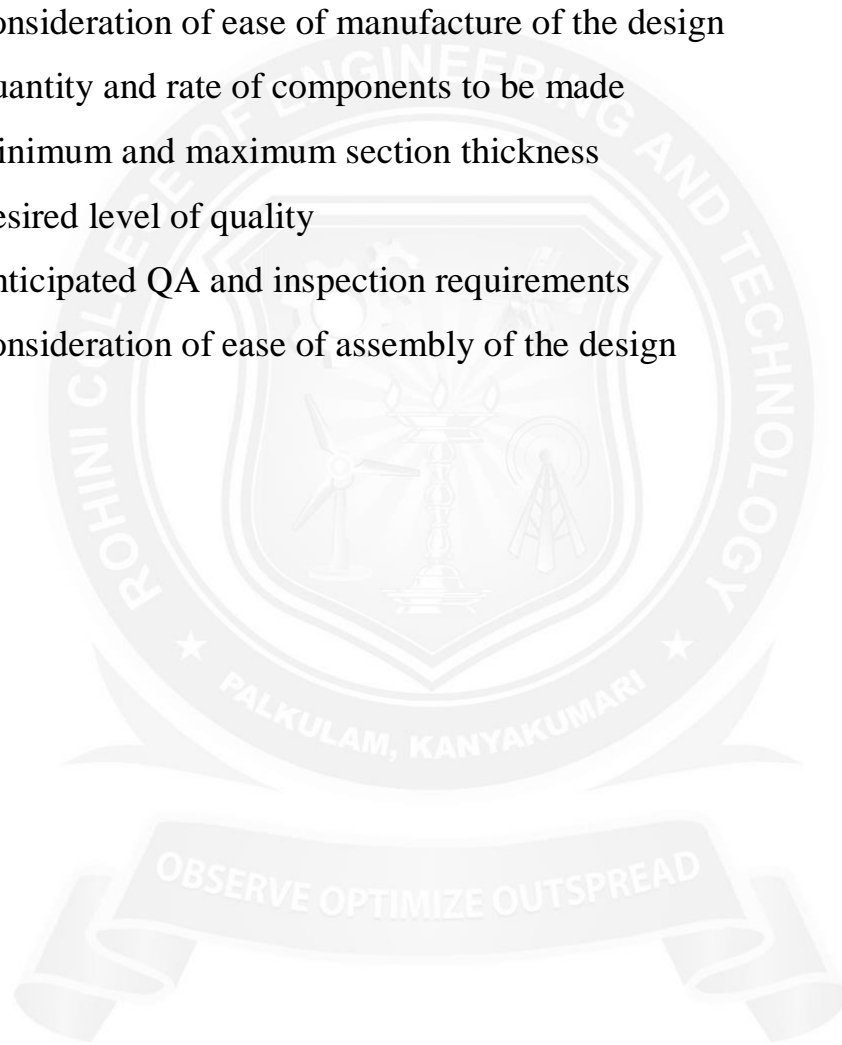 onsideration of ease of manufacture of the design
uantity and rate of components to be made
inimum and maximum section thickness
esired level of quality
nticipated QA and inspection requirements
onsideration of ease of assembly of the design
ROHINI COLLEGE OF ENGINEERING AND TECHNOLOGY
PALKULAM, KANYAKUMARI
OBSERVE OPTIMIZE OUTSPREAD